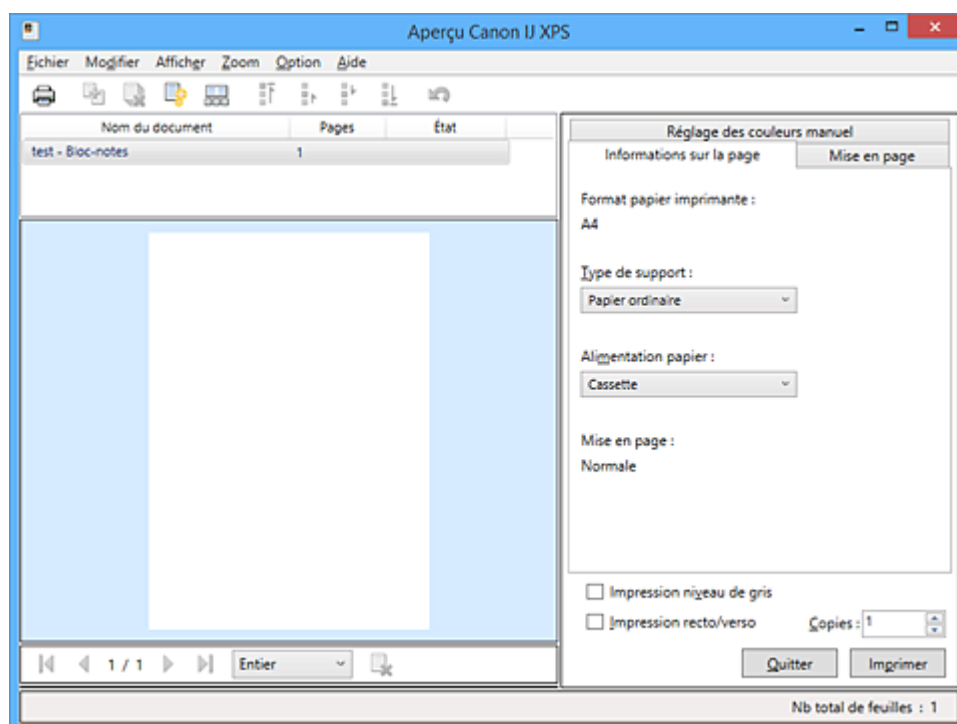 Aperçu Canon IJ XPS
Fichier Modifier Afficher Zoom Option Aide
Nom du document Pages État
test - Bloc-notes 1
Réglage des couleurs manuel
Informations sur la page Mise en page
Format papier imprimante :
A4
Type de support :
Papier ordinaire
Alimentation papier :
Cassette
Mise en page :
Normale
Impression niveau de gris
Impression recto/verso Copies : 1
1 / 1 Entier
Quitter Imprimer
Nb total de feuilles : 1